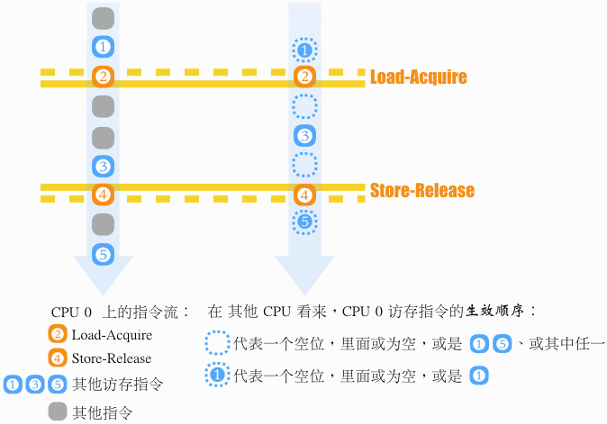 ①
①
②
②
Load-Acquire
③
③
④
④
Store-Release
⑤
⑤
CPU 0 上的指令流：
在 其他 CPU 看来，CPU 0 访存指令的生效顺序：
② Load-Acquire
代表一个空位，里面或为空，或是 ① ⑤、或其中任一
④ Store-Release
① ③ ⑤ 其他访存指令
① 代表一个空位，里面或为空，或是 ①
其他指令